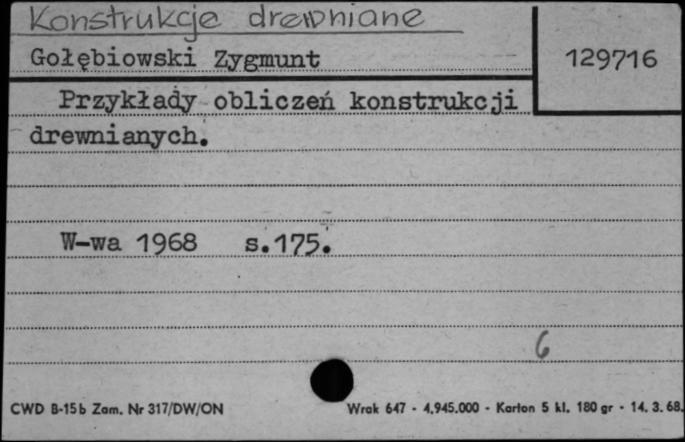 Konstrukcje drewniane
Gołębiowski Zygmunt
129716
Przykłady obliczeń konstrukcji
drewnianych.
W-wa 1968 s.175.
6
CWD B-15b Zam. Nr 317/DW/ON
Wrak 647 - 4.945.000 - Karton 5 kl. 180 gr - 14. 3. 68.